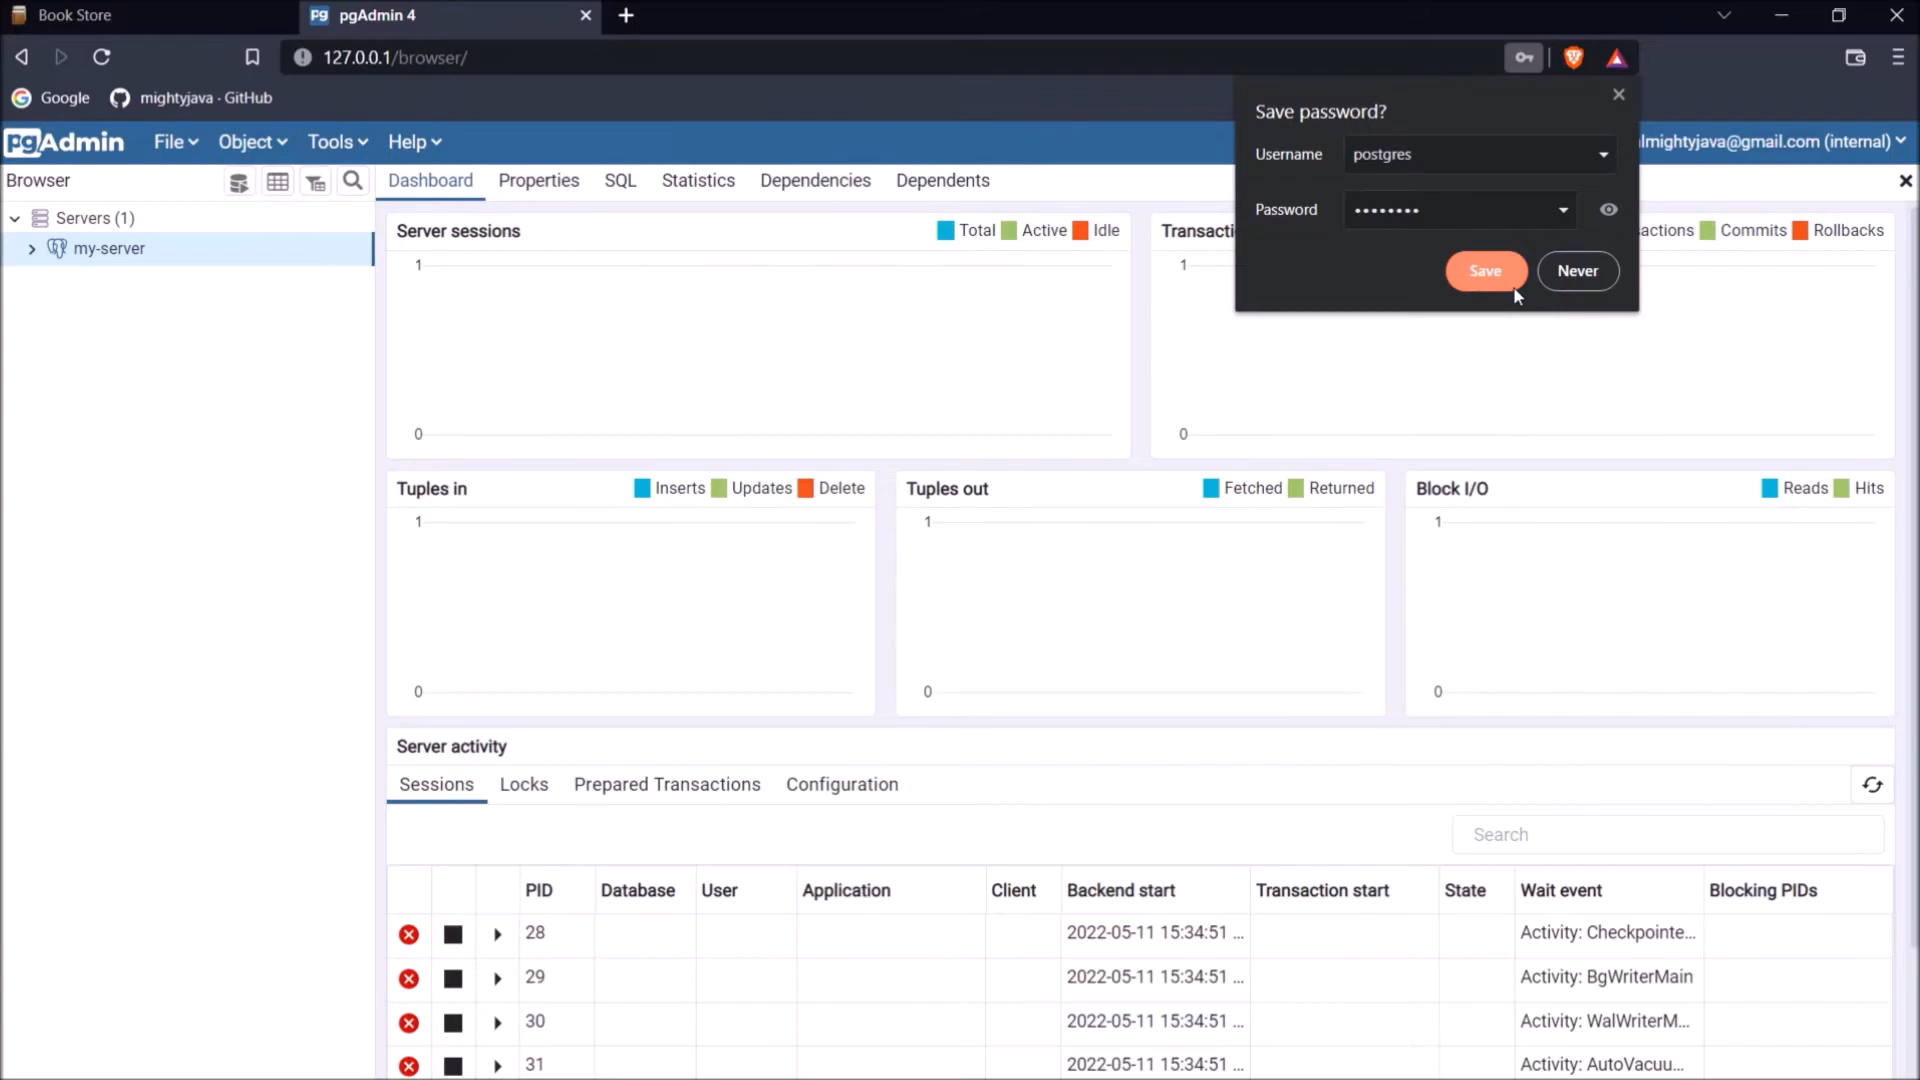 Book Store
pgAdmin 4
127.0.0.1/browser/
Google
mightyjava - GitHub
Save password?
Username
postgres
Password
••••••••
Save
Never
pgAdmin
File
Object
Tools
Help
lmightyjava@gmail.com (internal)
Browser
Dashboard
Properties
SQL
Statistics
Dependencies
Dependents
Servers (1)
my-server
Server sessions
Total
Active
Idle
1
0
Transacti
actions
Commits
Rollbacks
1
0
Tuples in
Inserts
Updates
Delete
1
0
Tuples out
Fetched
Returned
1
0
Block I/O
Reads
Hits
1
0
Server activity
Sessions
Locks
Prepared Transactions
Configuration
Search
PID Database User Application Client Backend start Transaction start State Wait event Blocking PIDs
28 2022-05-11 15:34:51 ... Activity: Checkpointe...
29 2022-05-11 15:34:51 ... Activity: BgWriterMain
30 2022-05-11 15:34:51 ... Activity: WalWriterM...
31 2022-05-11 15:34:51 ... Activity: AutoVacuu...